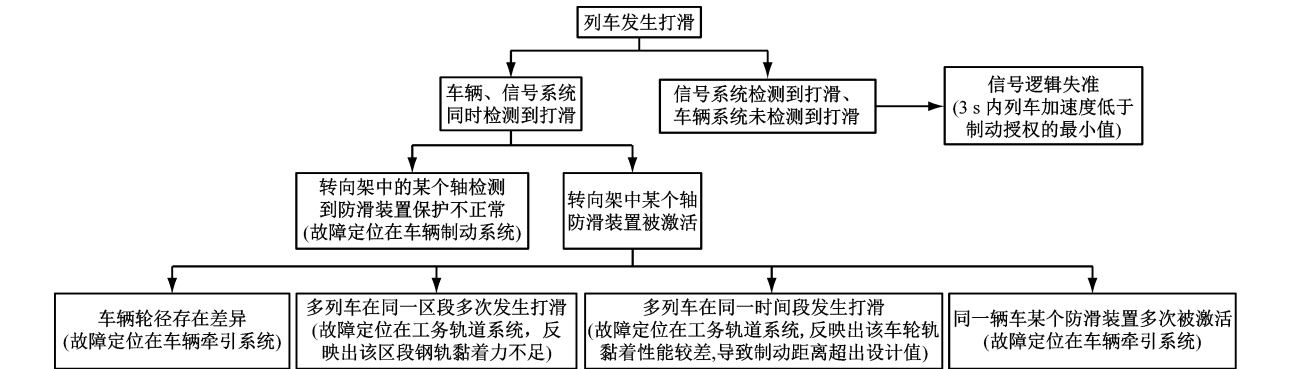 列车发生打滑
车辆、信号系统
同时检测到打滑
信号系统检测到打滑、
车辆系统未检测到打滑
信号逻辑失准
(3 s 内列车加速度低于
制动授权的最小值)
转向架中的某个轴检测
到防滑装置保护不正常
(故障定位在车辆制动系统)
转向架中某个轴
防滑装置被激活
车辆轮径存在差异
(故障定位在车辆牵引系统)
多列车在同一区段多次发生打滑
(故障定位在工务轨道系统，反
映出该区段钢轨黏着力不足)
多列车在同一时间段发生打滑
(故障定位在工务轨道系统, 反映出该车轮轨
黏着性能较差,导致制动距离超出设计值)
同一辆车某个防滑装置多次被激活
(故障定位在车辆牵引系统)